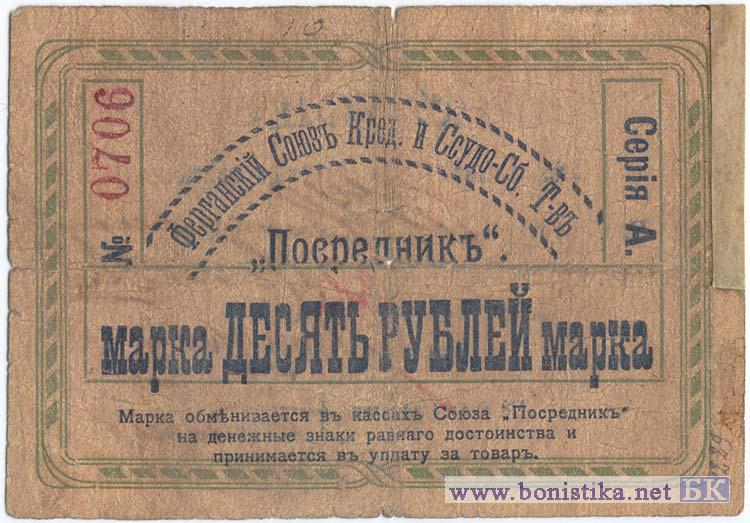 10
№ 0706
Ферганскій Союзъ Кред. и Ссудо-Сб. Т-въ
Серія А.
„Посредникъ“.
марка ДЕСЯТЬ РУБЛЕЙ марка
Марка обмѣнивается въ кассахъ Союза „Посредникъ“
на денежные знаки равнаго достоинства и
принимается въ уплату за товаръ.
www.bonistika.net БК